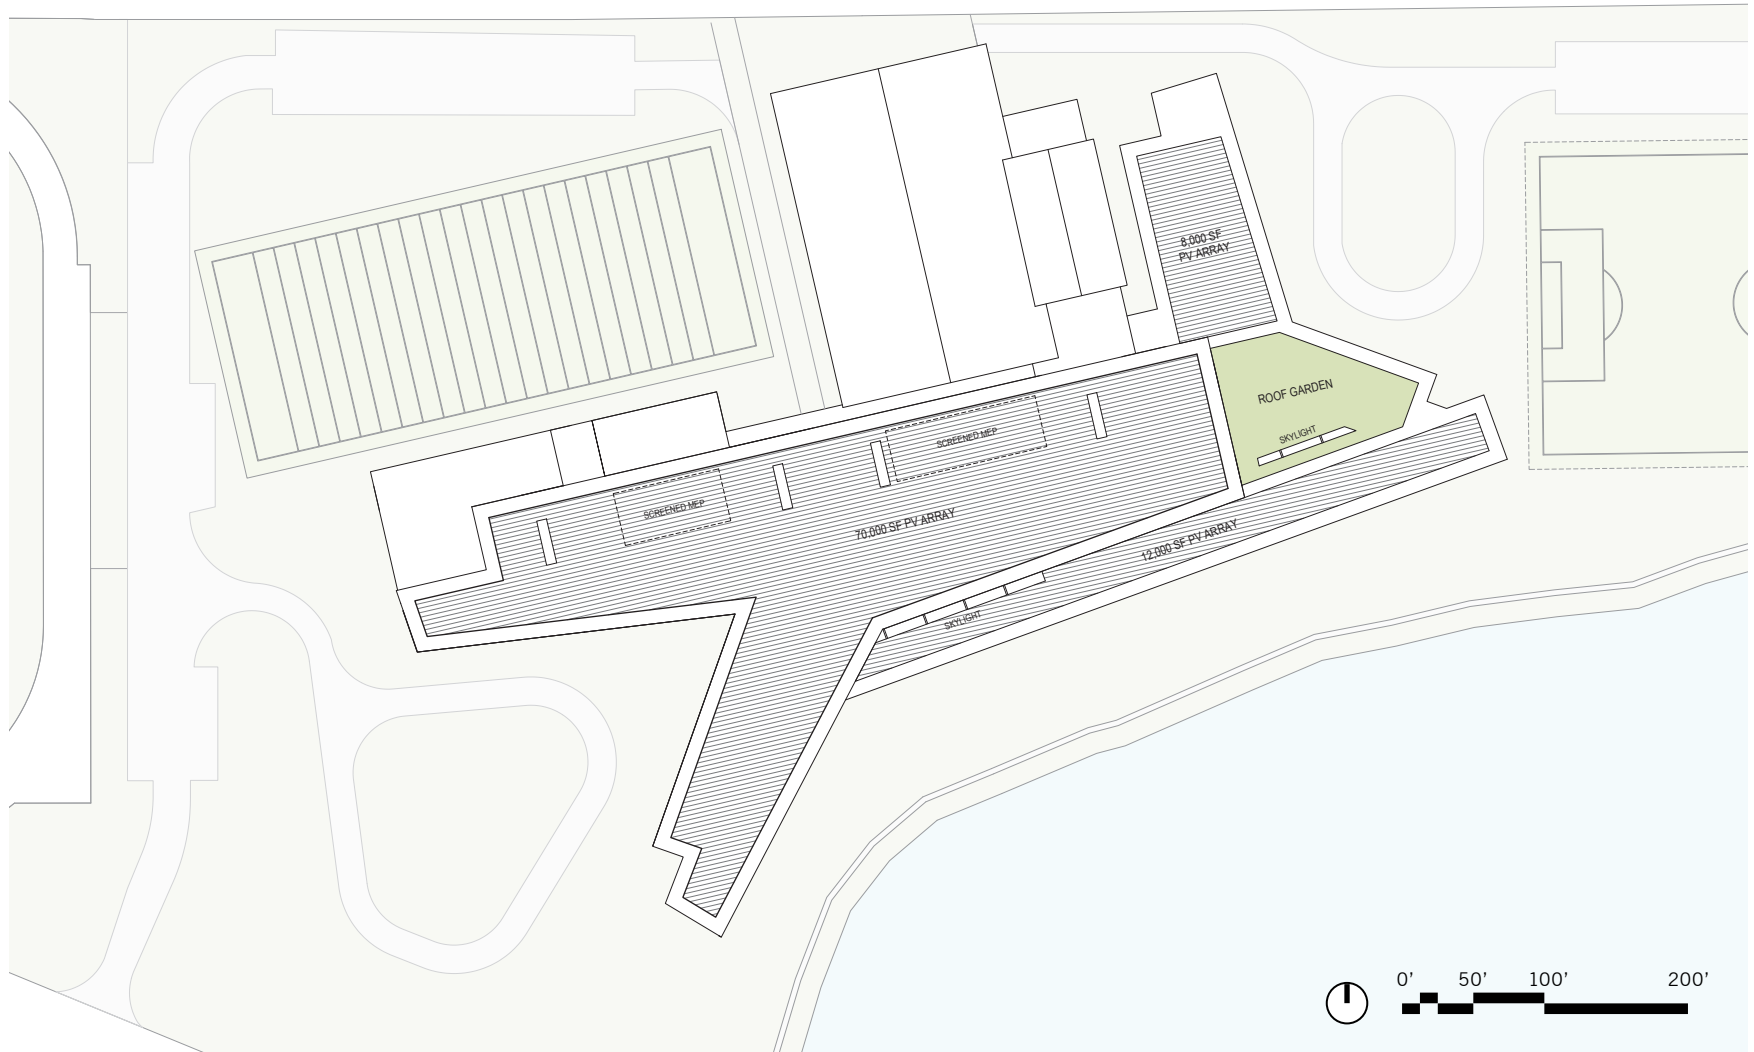 8,000 SF
PV ARRAY
ROOF GARDEN
SKYLIGHT
SCREENED MEP
SCREENED MEP
70,000 SF PV ARRAY
12,000 SF PV ARRAY
SKYLIGHT
0' 50' 100' 200'